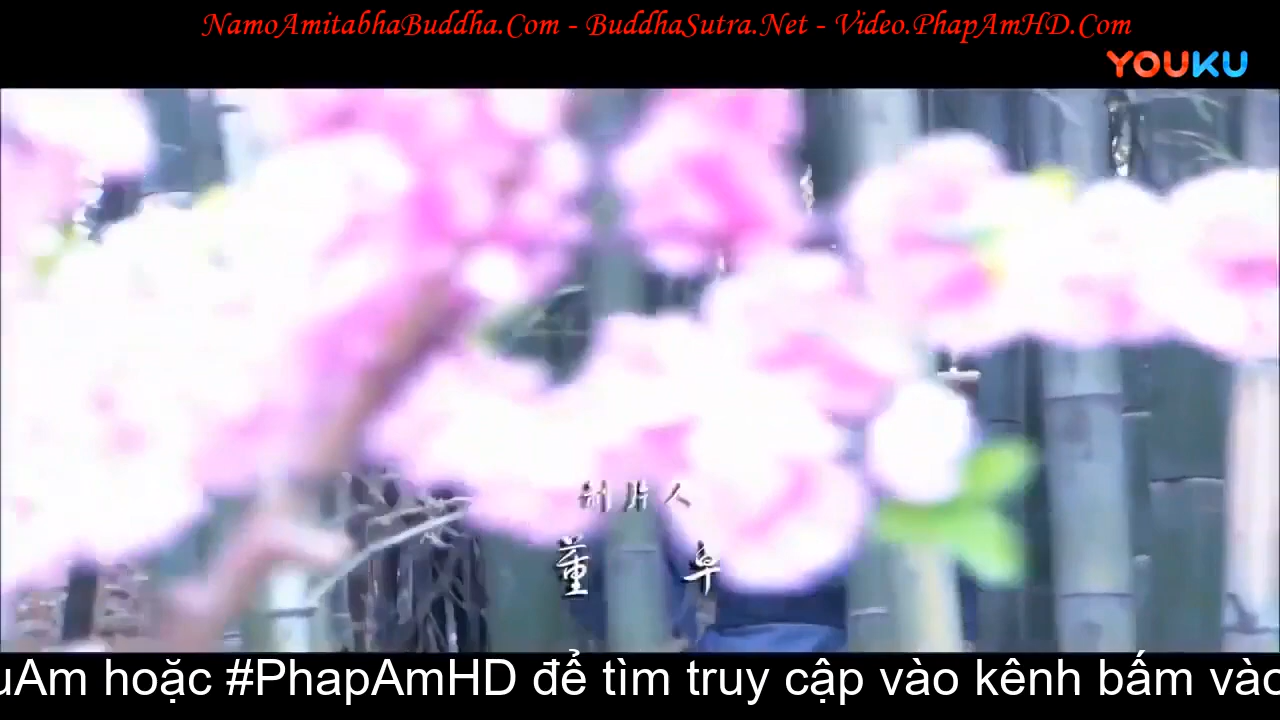 NamoAmitabhaBuddha.Com - BuddhaSutra.Net - Video.PhapAmHD.Com
YOUKU
制片人
董 卓
uAm hoặc #PhapAmHD để tìm truy cập vào kênh bấm vào